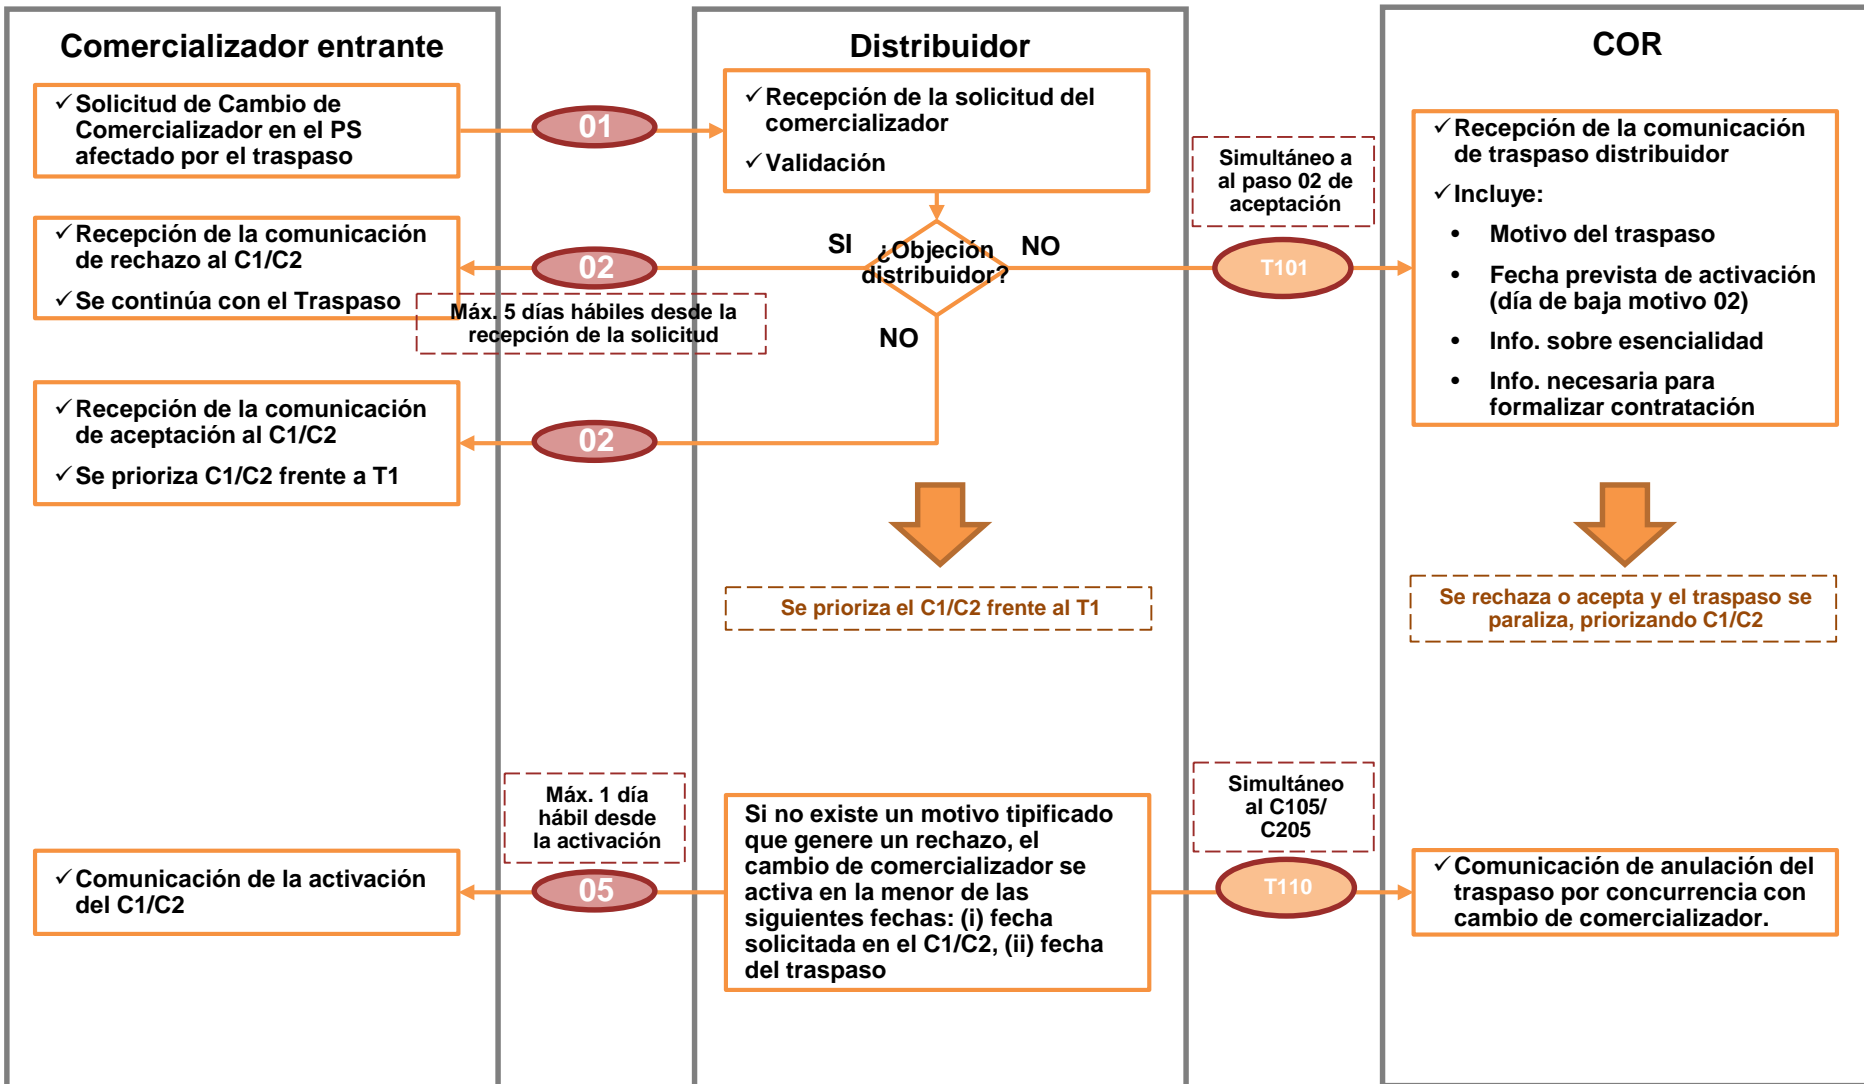 Comercializador entrante
Distribuidor
COR
✓Solicitud de Cambio de
Comercializador en el PS
afectado por el traspaso
01
✓Recepción de la solicitud del
comercializador
✓Validación
Simultáneo a
al paso 02 de
aceptación
✓Recepción de la comunicación
de traspaso distribuidor
✓Incluye:
• Motivo del traspaso
• Fecha prevista de activación
(día de baja motivo 02)
• Info. sobre esencialidad
• Info. necesaria para
formalizar contratación
✓Recepción de la comunicación
de rechazo al C1/C2
✓Se continúa con el Traspaso
02
SI
¿Objeción
distribuidor?
NO
T101
Máx. 5 días hábiles desde la
recepción de la solicitud
NO
✓Recepción de la comunicación
de aceptación al C1/C2
✓Se prioriza C1/C2 frente a T1
02
Se prioriza el C1/C2 frente al T1
Se rechaza o acepta y el traspaso se
paraliza, priorizando C1/C2
Máx. 1 día
hábil desde
la activación
Simultáneo
al C105/
C205
✓Comunicación de la activación
del C1/C2
05
Si no existe un motivo tipificado
que genere un rechazo, el
cambio de comercializador se
activa en la menor de las
siguientes fechas: (i) fecha
solicitada en el C1/C2, (ii) fecha
del traspaso
T110
✓Comunicación de anulación del
traspaso por concurrencia con
cambio de comercializador.